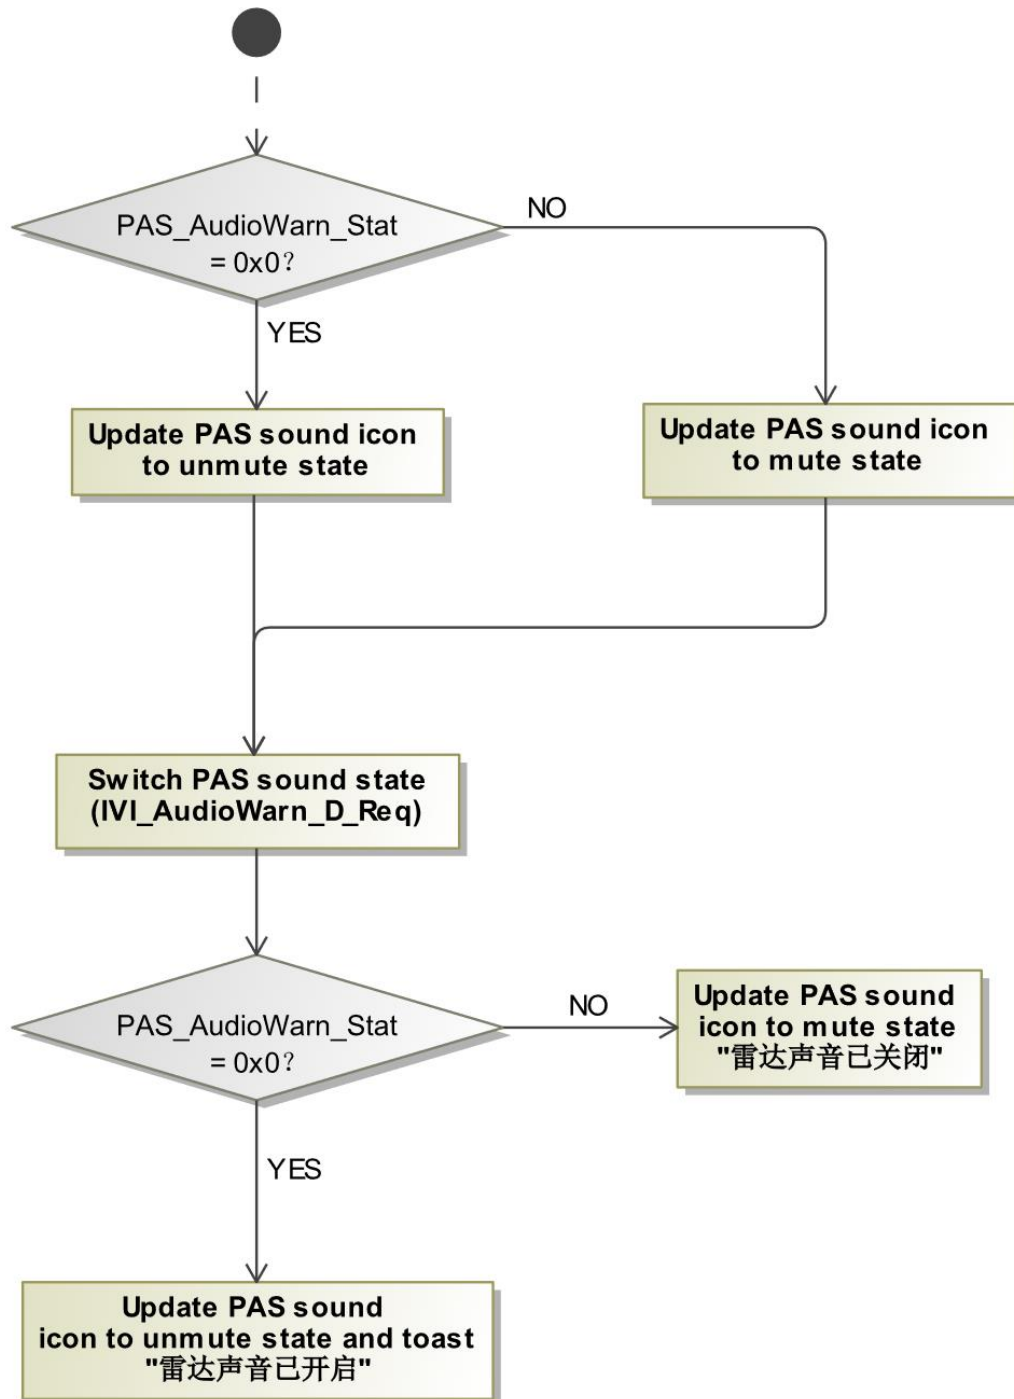 PAS_AudioWarn_Stat
= 0x0？
NO
YES
Update PAS sound icon
to unmute state
Update PAS sound icon
to mute state
Switch PAS sound state
(IVI_AudioWarn_D_Req)
PAS_AudioWarn_Stat
= 0x0？
NO
Update PAS sound
icon to mute state
"雷达声音已关闭"
YES
Update PAS sound
icon to unmute state and toast
"雷达声音已开启"